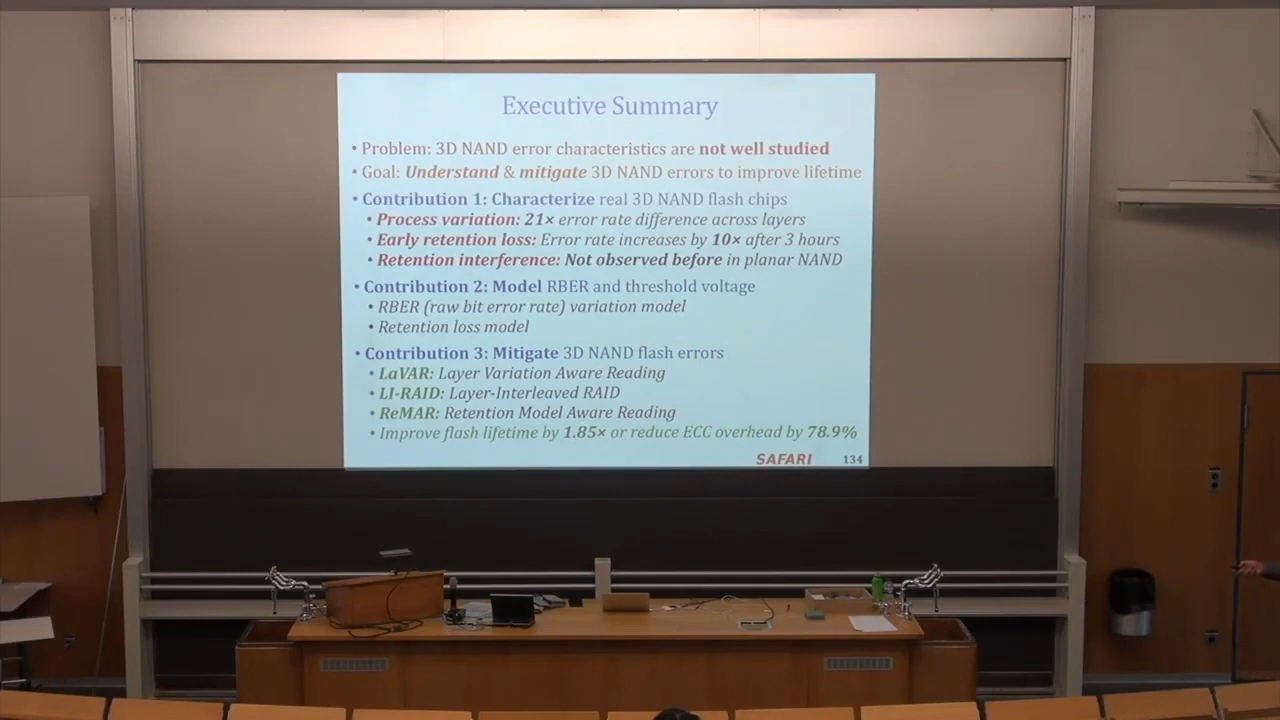 Executive Summary
• Problem: 3D NAND error characteristics are not well studied
• Goal: Understand & mitigate 3D NAND errors to improve lifetime
• Contribution 1: Characterize real 3D NAND flash chips
• Process variation: 21× error rate difference across layers
• Early retention loss: Error rate increases by 10× after 3 hours
• Retention interference: Not observed before in planar NAND
• Contribution 2: Model RBER and threshold voltage
• RBER (raw bit error rate) variation model
• Retention loss model
• Contribution 3: Mitigate 3D NAND flash errors
• LaVAR: Layer Variation Aware Reading
• LI-RAID: Layer-Interleaved RAID
• ReMAR: Retention Model Aware Reading
• Improve flash lifetime by 1.85× or reduce ECC overhead by 78.9%
SAFARI 134